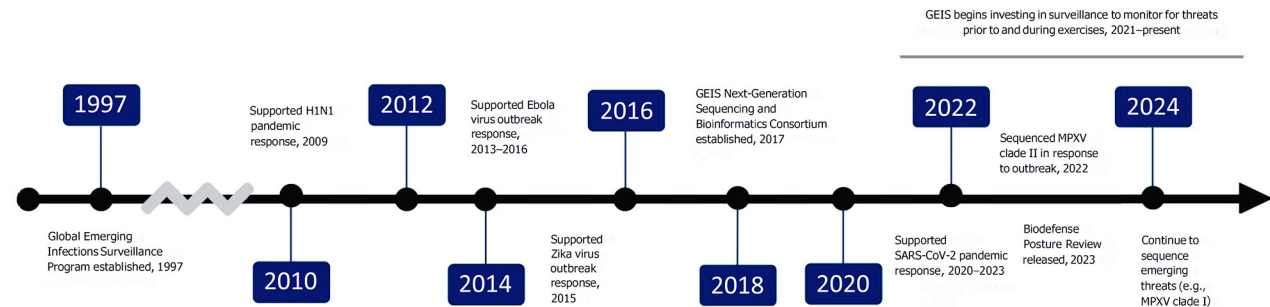 GEIS begins investing in surveillance to monitor for threats
prior to and during exercises, 2021–present
1997
Supported H1N1
pandemic
response, 2009
2012
Supported Ebola
virus outbreak
response,
2013–2016
2016
GEIS Next-Generation
Sequencing and
Bioinformatics Consortium
established, 2017
2022
Sequenced MPXV
clade II in response
to outbreak, 2022
2024
Global Emerging
Infections Surveillance
Program established, 1997
2010
2014
Supported
Zika virus
outbreak
response,
2015
2018
2020
Supported
SARS-CoV-2 pandemic
response, 2020–2023
Biodefense
Posture Review
released, 2023
Continue to
sequence
emerging
threats (e.g.,
MPXV clade I)